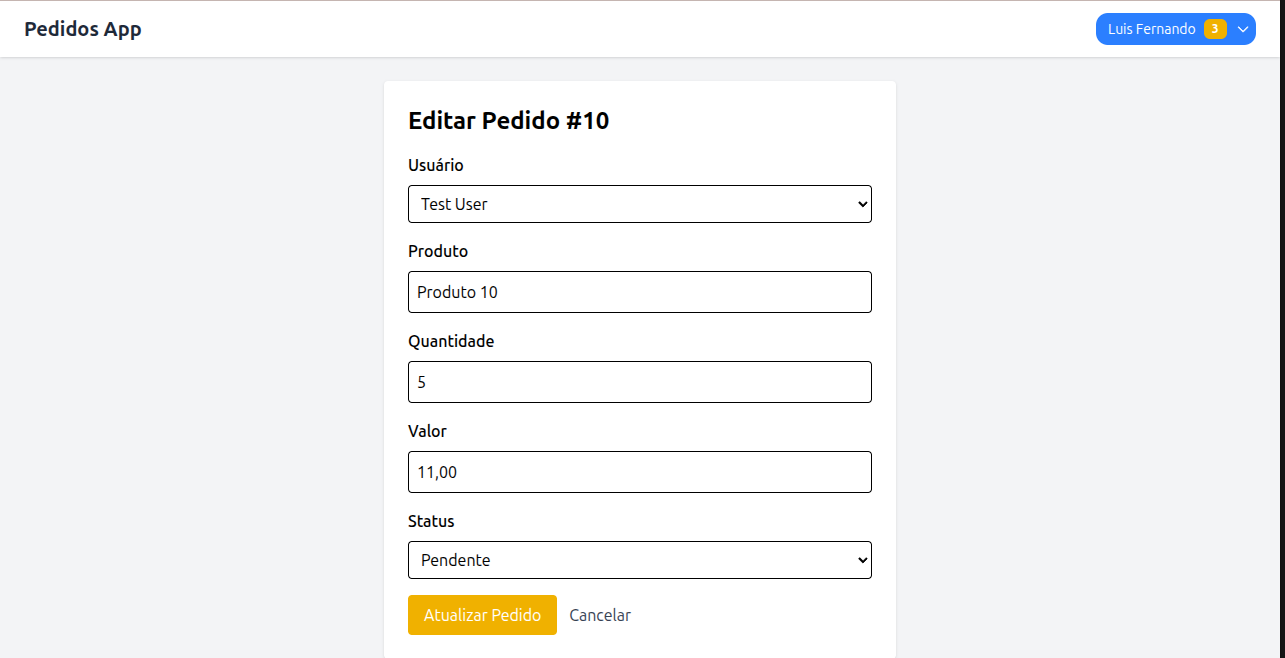 Pedidos App
Luis Fernando 3
Editar Pedido #10
Usuário
Test User
Produto
Produto 10
Quantidade
5
Valor
11,00
Status
Pendente
Atualizar Pedido Cancelar